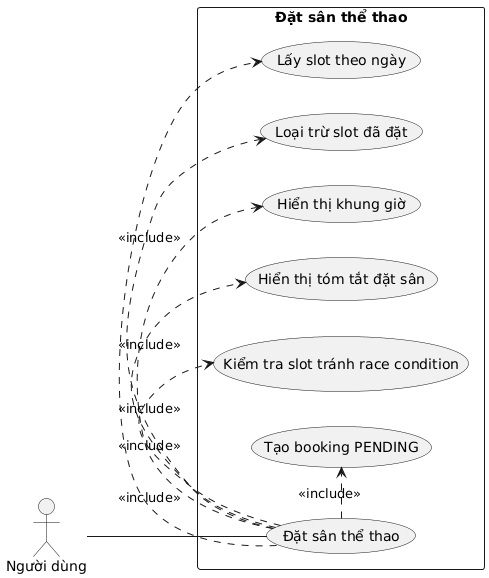 Đặt sân thể thao
Lấy slot theo ngày
Loại trừ slot đã đặt
Hiển thị khung giờ
«include»
Hiển thị tóm tắt đặt sân
«include»
Kiểm tra slot tránh race condition
«include»
Tạo booking PENDING
«include»
«include»
«include»
Đặt sân thể thao
Người dùng